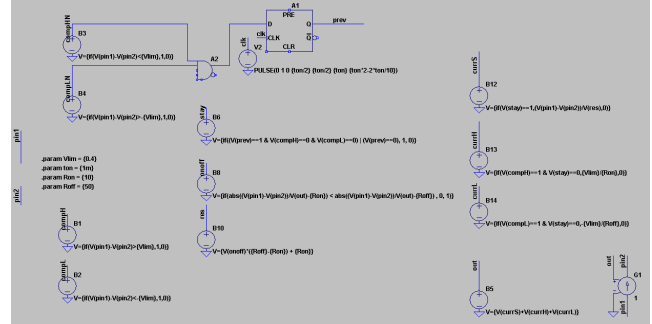 A1
compHN
PRE
D
Q
prev
clk
CLK
Q
CLR
B3
A2
clk
V2
V={if(V(pin1)-V(pin2)<{Vlim},1,0)}
PULSE(0 1 0 {ton/2} {ton/2} {ton} {ton*2-2*ton/10})
compLN
B4
V={if(V(pin1)-V(pin2)>-{Vlim},1,0)}
currS
B12
V={if(V(stay)==1,(V(pin1)-V(pin2))/V(res),0)}
stay
B6
V={if((V(prev)==1 & V(compH)==0 & V(compL)==0) | (V(prev)==0), 1, 0)}
pin1
.param Vlim = {0.4}
.param ton = {1m}
.param Ron = {10}
.param Roff = {50}
pin2
currH
B13
V={if(V(compH)==1 & V(stay)==0,{Vlim}/{Ron},0)}
onoff
B8
V={if(abs((V(pin1)-V(pin2))/V(out)-{Ron}) < abs((V(pin1)-V(pin2))/V(out)-{Roff}) , 0, 1)}
currL
B14
V={if(V(compL)==1 & V(stay)==0,-{Vlim}/{Roff},0)}
compH
B1
V={if(V(pin1)-V(pin2)>{Vlim},1,0)}
res
B10
V={V(onoff)*({Roff}-{Ron}) + {Ron}}
compL
B2
V={if(V(pin1)-V(pin2)<-{Vlim},1,0)}
out
B5
V={V(currS)+V(currH)+V(currL)}
out
pin2
G1
pin1
1